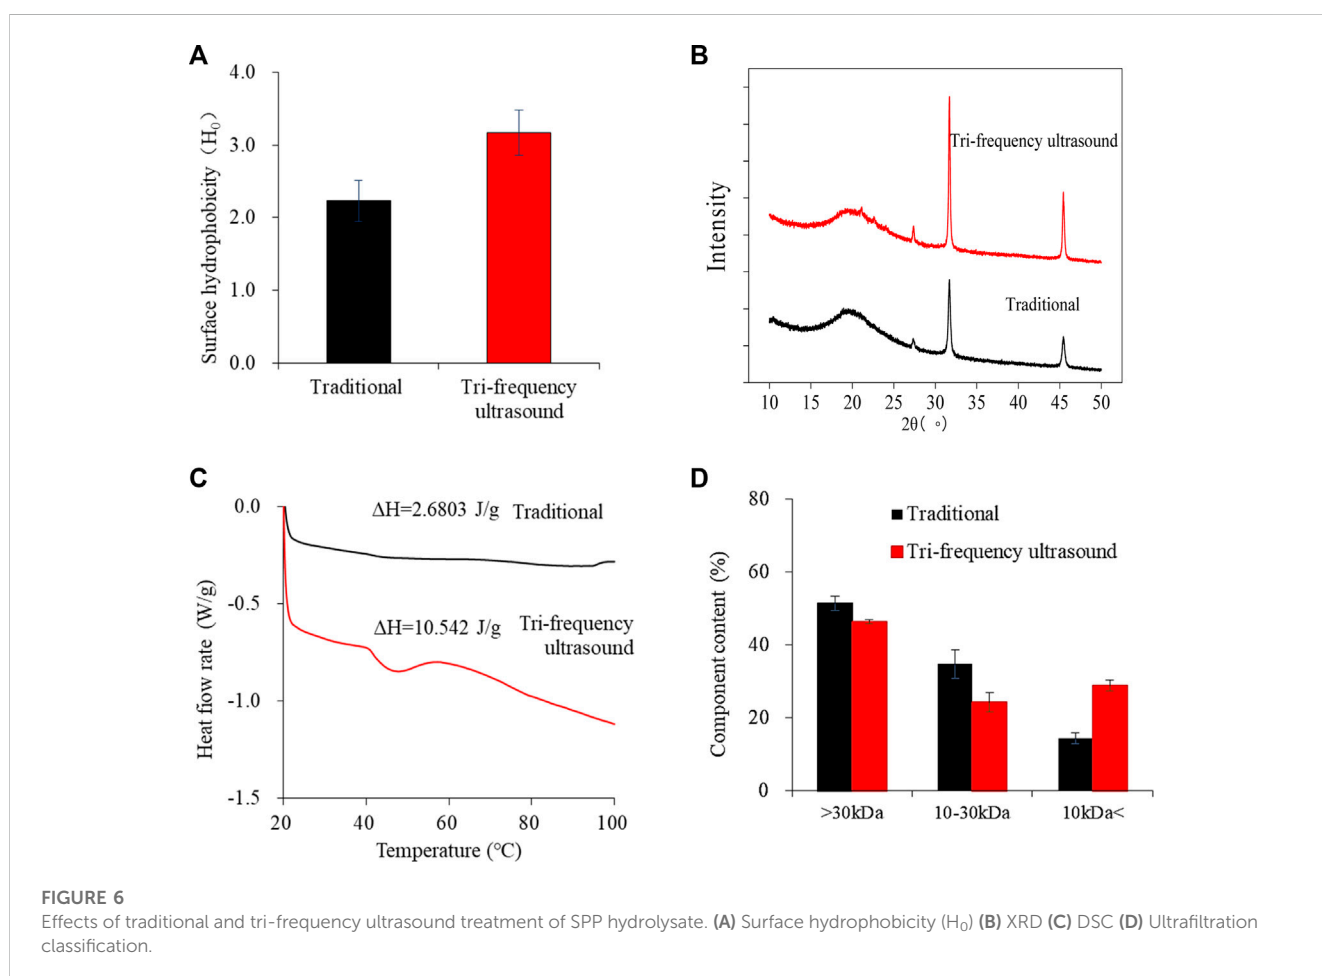 A
4.0
3.0
2.0
1.0
0.0
Surface hydrophobicity (H₀)
Traditional
Tri-frequency
ultrasound
B
Intensity
Tri-frequency ultrasound
Traditional
10 15 20 25 30 35 40 45 50
2θ( °)
C
0.0
-0.5
-1.0
-1.5
Heat flow rate (W/g)
ΔH=2.6803 J/g Traditional
ΔH=10.542 J/g Tri-frequency
ultrasound
20 40 60 80 100
Temperature (°C)
D
80
60
40
20
0
Component content (%)
Traditional
Tri-frequency ultrasound
>30kDa 10-30kDa 10kDa<
FIGURE 6
Effects of traditional and tri-frequency ultrasound treatment of SPP hydrolysate. (A) Surface hydrophobicity (H₀) (B) XRD (C) DSC (D) Ultrafiltration
classification.